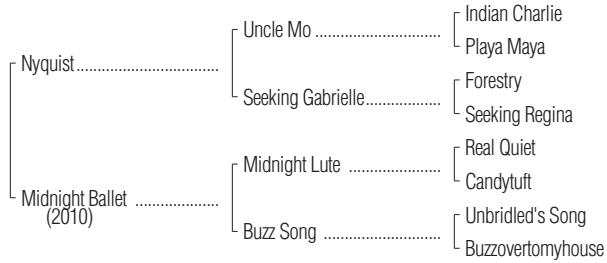 Indian Charlie
Uncle Mo
Playa Maya
Nyquist
Forestry
Seeking Gabrielle
Seeking Regina
Real Quiet
Midnight Lute
Candytuft
Midnight Ballet
(2010)
Unbridled's Song
Buzz Song
Buzzovertomyhouse